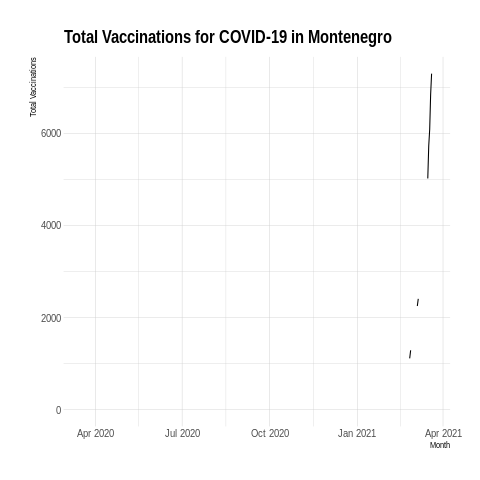 Total Vaccinations for COVID-19 in Montenegro
Total Vaccinations
6000
4000
2000
0
Apr 2020 Jul 2020 Oct 2020 Jan 2021 Apr 2021
Month